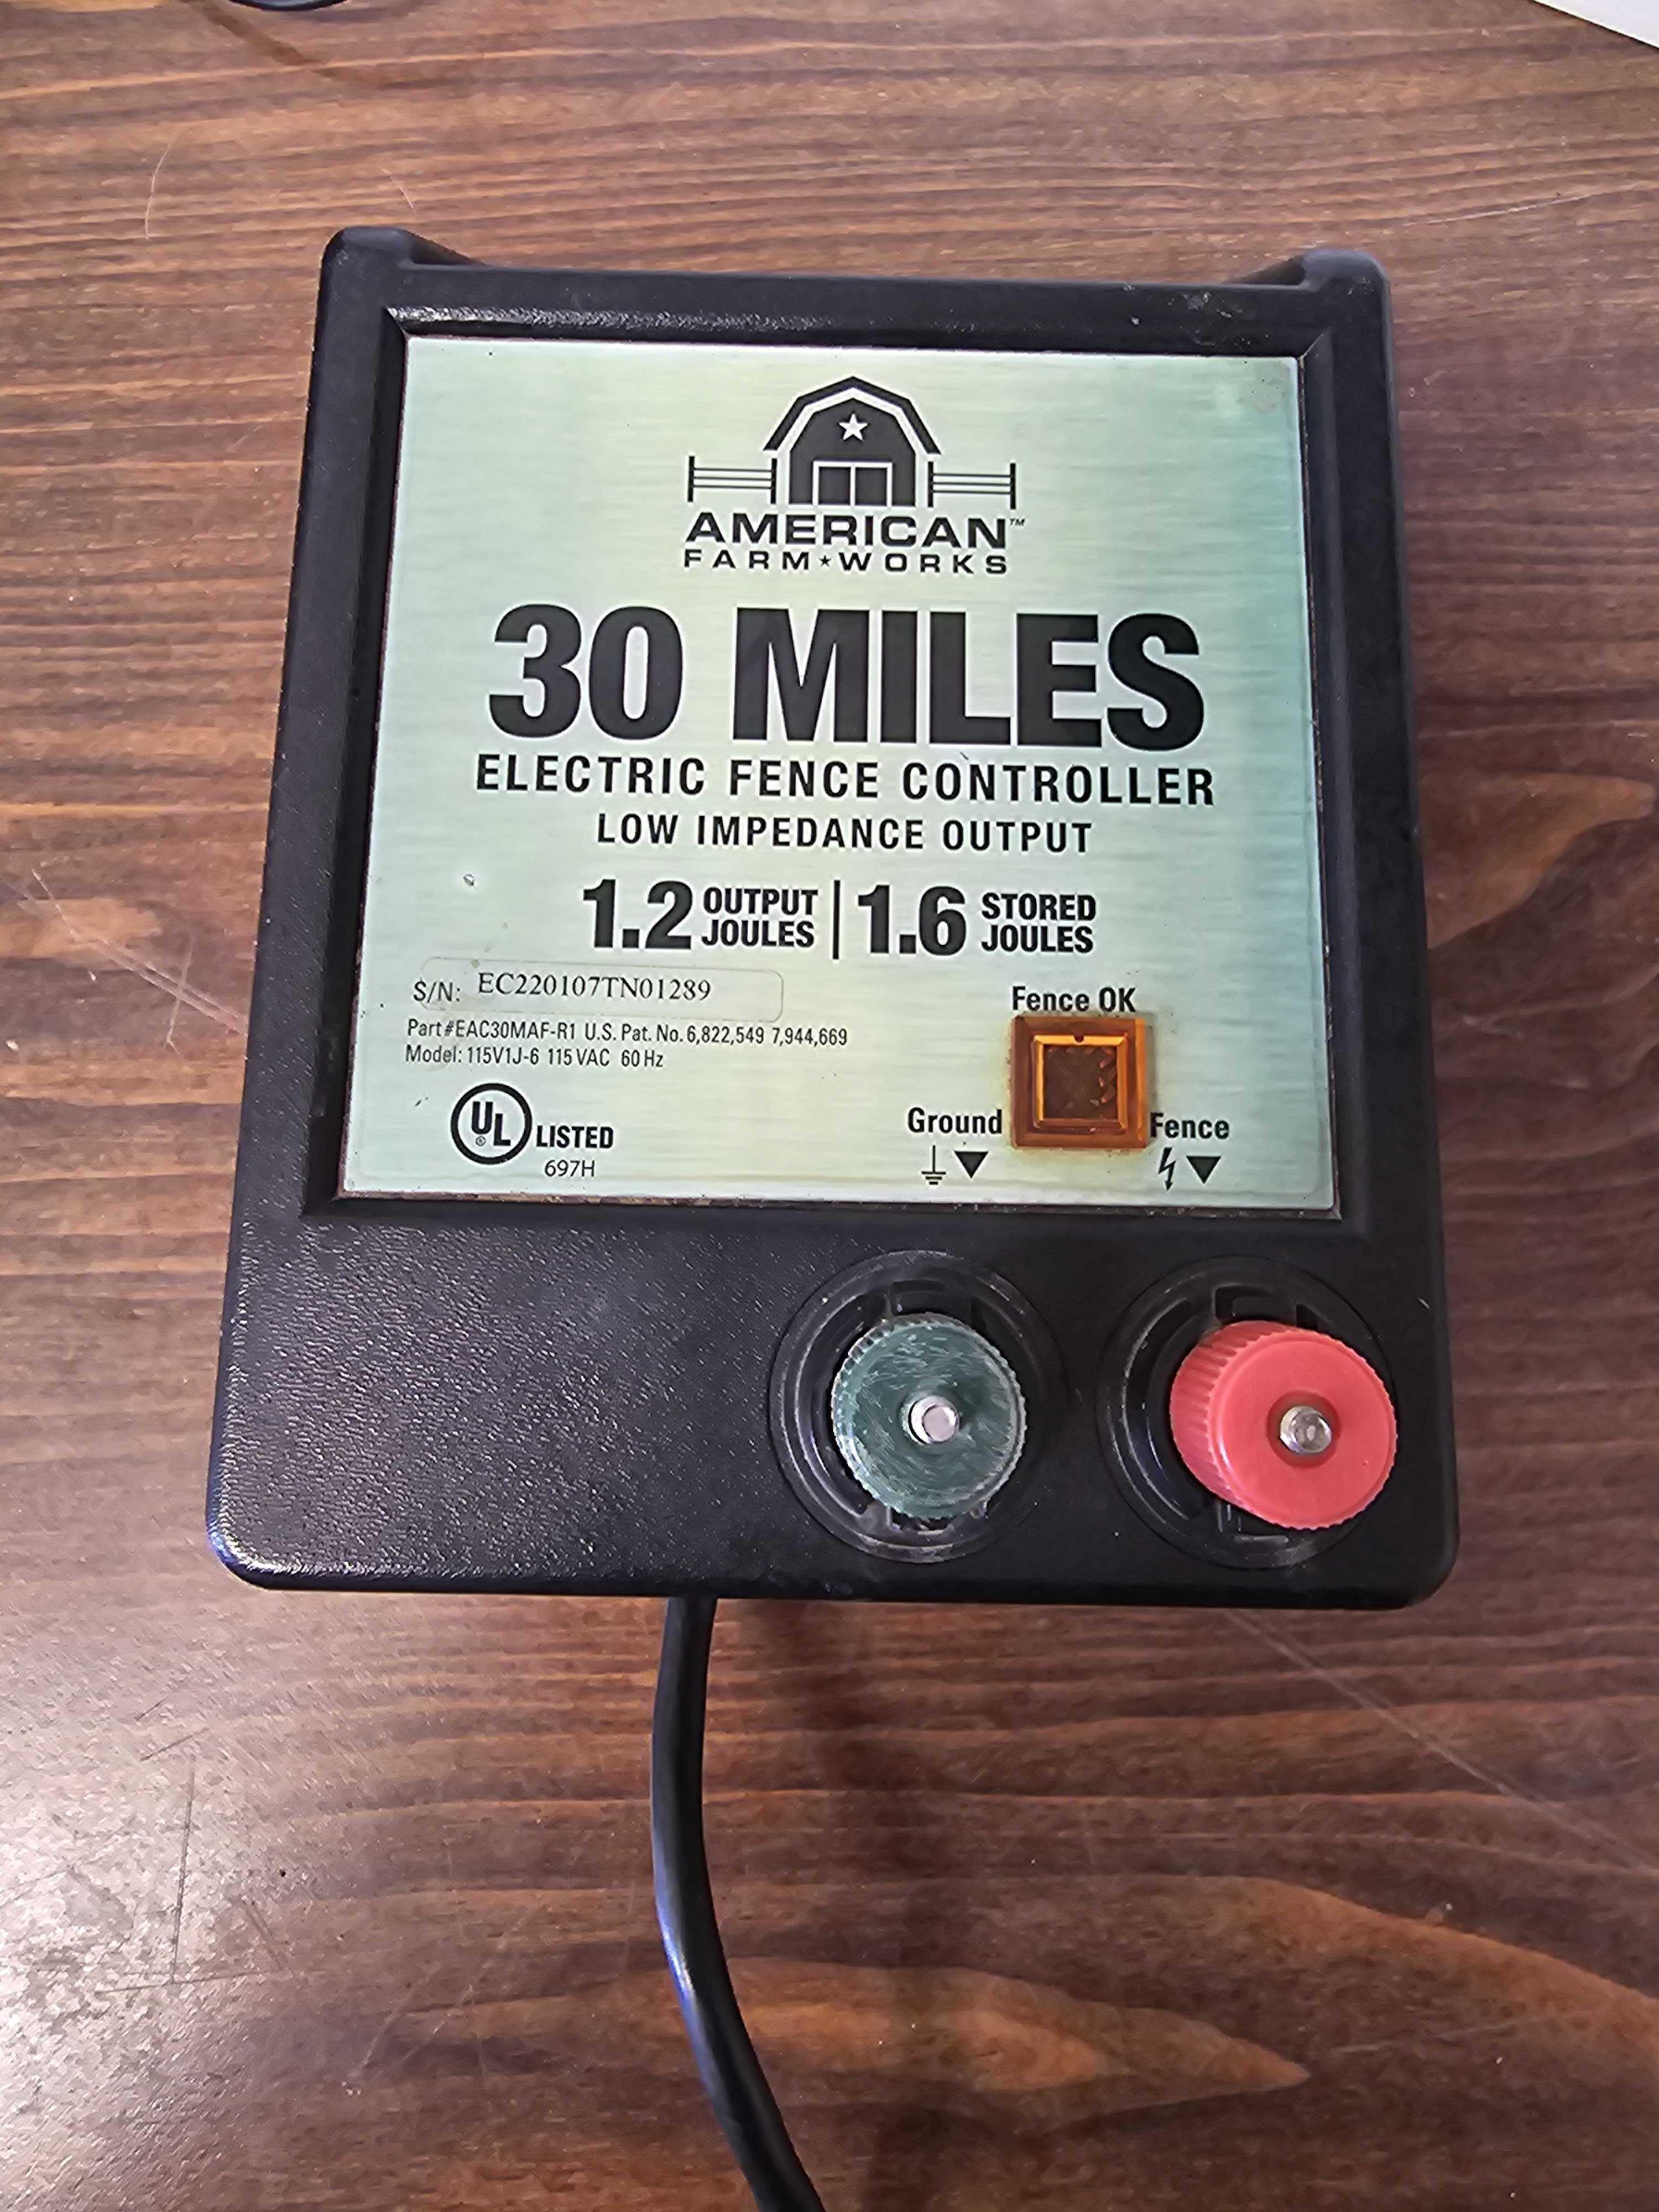 AMERICAN™
FARM★WORKS
30 MILES
ELECTRIC FENCE CONTROLLER
LOW IMPEDANCE OUTPUT
1.2 OUTPUT JOULES | 1.6 STORED JOULES
S/N: EC220107TN01289
Part#EAC30MAF-R1 U.S. Pat. No. 6,822,549 7,944,669
Model: 115V1J-6 115 VAC 60 Hz
UL® LISTED
697H
Fence OK
Ground
Fence